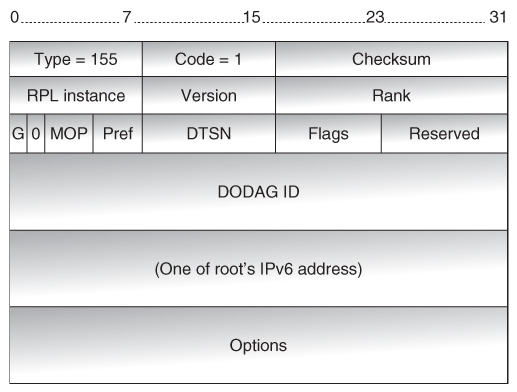 0 7 15 23 31
Type = 155 Code = 1 Checksum
RPL instance Version Rank
G 0 MOP Pref DTSN Flags Reserved
DODAG ID
(One of root's IPv6 address)
Options